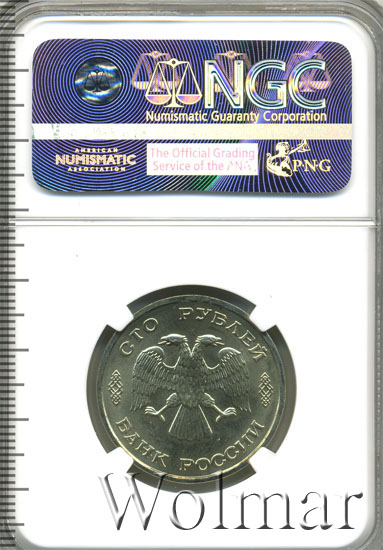 NGC
Numismatic Guaranty Corporation
AMERICAN
NUMISMATIC
ASSOCIATION
The Official Grading
Service of the ANA
PNG
СТО РУБЛЕЙ
БАНК РОССИИ
Wolmar